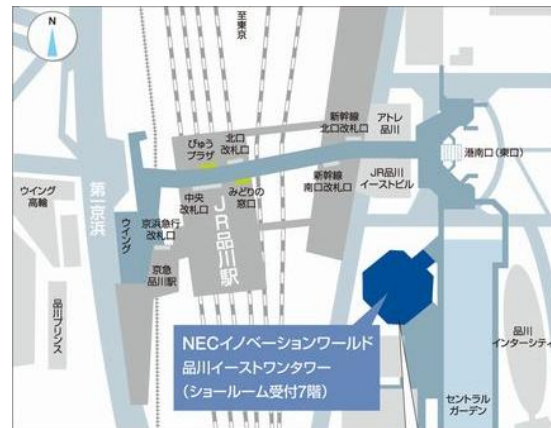 N
至東京
新幹線
北口改札口
アトレ
品川
北口
改札口
びゅう
プラザ
港南口(東口)
ウイング
高輪
第一京浜
中央
改札口
みどりの
窓口
新幹線
南口改札口
JR品川
イーストビル
ウイング
京浜急行
改札口
JR品川駅
京急
品川駅
品川プリンス
NECイノベーションワールド
品川イーストワンタワー
(ショールーム受付7階)
品川
インターシティ
セントラル
ガーデン